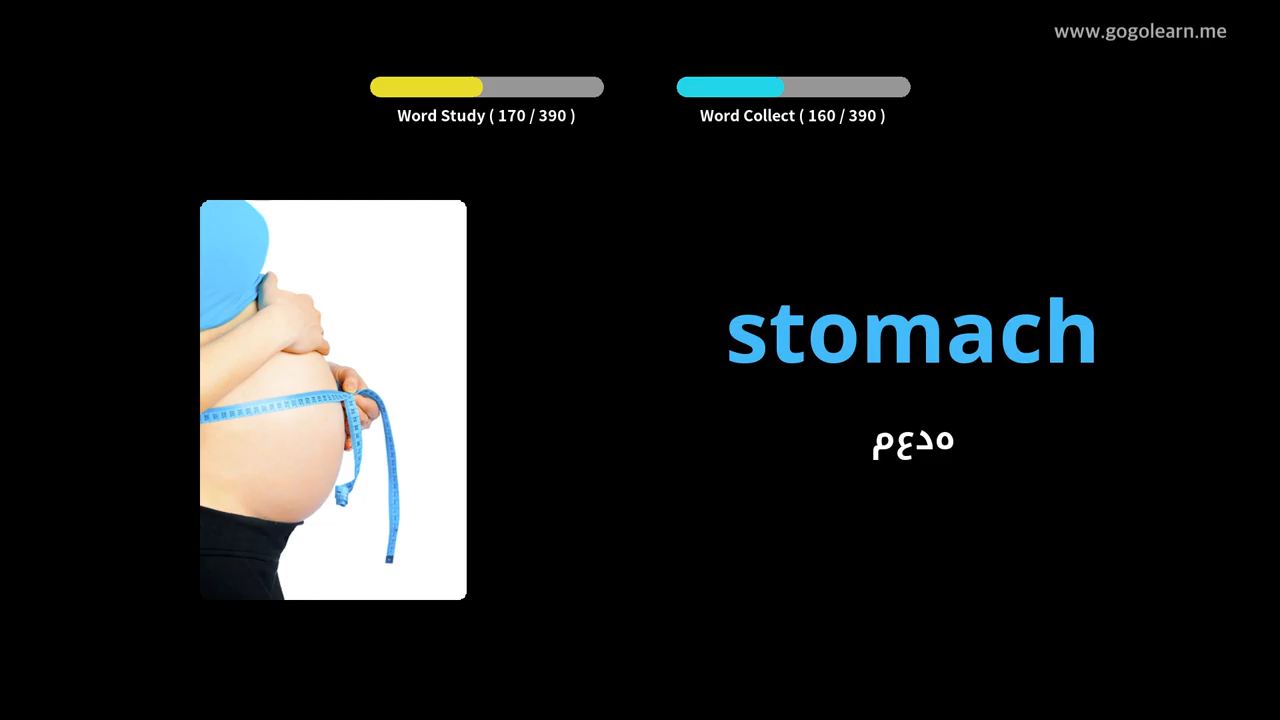 www.gogolearn.me
Word Study ( 170 / 390 )
Word Collect ( 160 / 390 )
stomach
معده